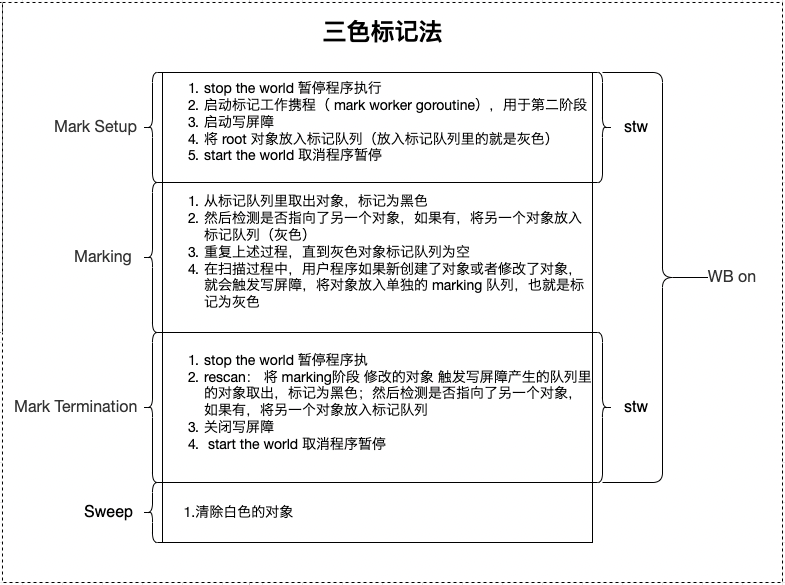 三色标记法
Mark Setup
1. stop the world 暂停程序执行
2. 启动标记工作携程（ mark worker goroutine），用于第二阶段
3. 启动写屏障
4. 将 root 对象放入标记队列（放入标记队列里的就是灰色）
5. start the world 取消程序暂停
stw
Marking
1. 从标记队列里取出对象，标记为黑色
2. 然后检测是否指向了另一个对象，如果有，将另一个对象放入
标记队列（灰色）
3. 重复上述过程，直到灰色对象标记队列为空
4. 在扫描过程中，用户程序如果新创建了对象或者修改了对象，
就会触发写屏障，将对象放入单独的 marking 队列，也就是标
记为灰色
WB on
Mark Termination
1. stop the world 暂停程序执
2. rescan： 将 marking阶段 修改的对象 触发写屏障产生的队列里
的对象取出，标记为黑色；然后检测是否指向了另一个对象，
如果有，将另一个对象放入标记队列
3. 关闭写屏障
4. start the world 取消程序暂停
stw
Sweep
1.清除白色的对象